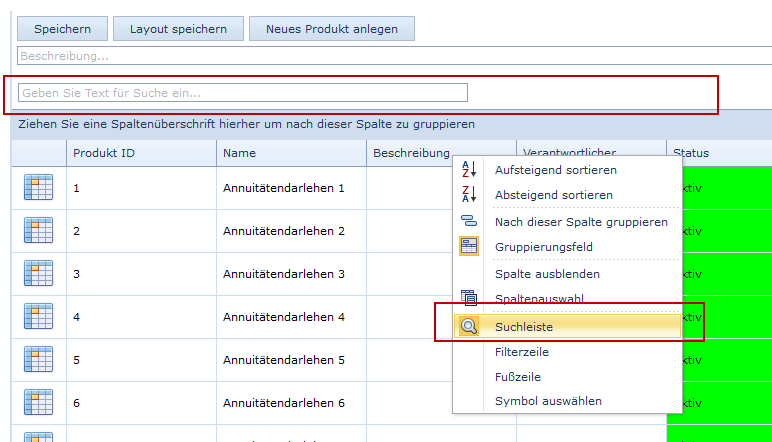 Speichern Layout speichern Neues Produkt anlegen
Beschreibung...
Geben Sie Text für Suche ein...
Ziehen Sie eine Spaltenüberschrift hierher um nach dieser Spalte zu gruppieren
Produkt ID Name Beschreibung Verantwortlicher Status
1 Annuitätendarlehen 1
2 Annuitätendarlehen 2
3 Annuitätendarlehen 3
4 Annuitätendarlehen 4
5 Annuitätendarlehen 5
6 Annuitätendarlehen 6
Aufsteigend sortieren
Absteigend sortieren
Nach dieser Spalte gruppieren
Gruppierungsfeld
Spalte ausblenden
Spaltenauswahl
Suchleiste
Filterzeile
Fußzeile
Symbol auswählen
ktiv
ktiv
ktiv
ktiv
ktiv
ktiv